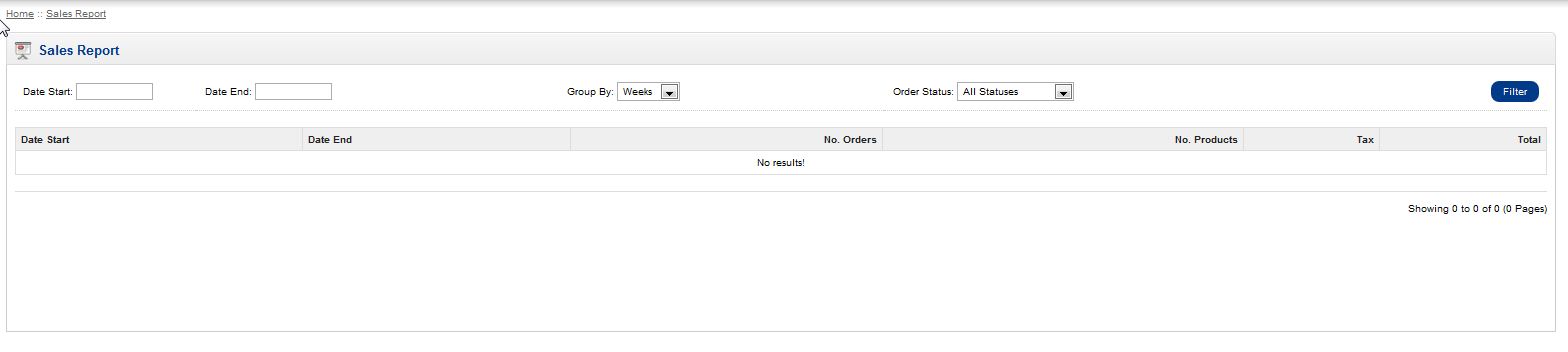 Home :: Sales Report
Sales Report
Date Start: Date End: Group By: Weeks Order Status: All Statuses Filter
Date Start Date End No. Orders No. Products Tax Total
No results!
Showing 0 to 0 of 0 (0 Pages)